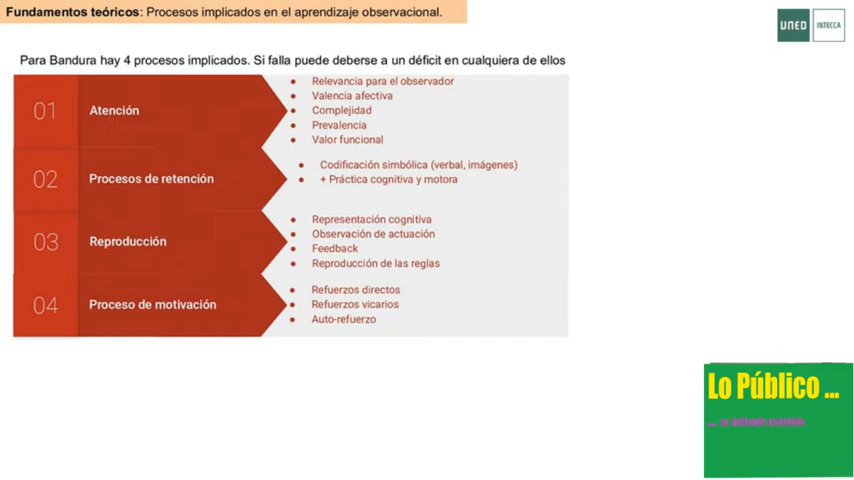 Fundamentos teóricos: Procesos implicados en el aprendizaje observacional.
UNED
INTECCA
Para Bandura hay 4 procesos implicados. Si falla puede deberse a un déficit en cualquiera de ellos
01
Atención
Relevancia para el observador
Valencia afectiva
Complejidad
Prevalencia
Valor funcional
02
Procesos de retención
Codificación simbólica (verbal, imágenes)
+ Práctica cognitiva y motora
03
Reproducción
Representación cognitiva
Observación de actuación
Feedback
Reproducción de las reglas
04
Proceso de motivación
Refuerzos directos
Refuerzos vicarios
Auto-refuerzo
Lo Público ...